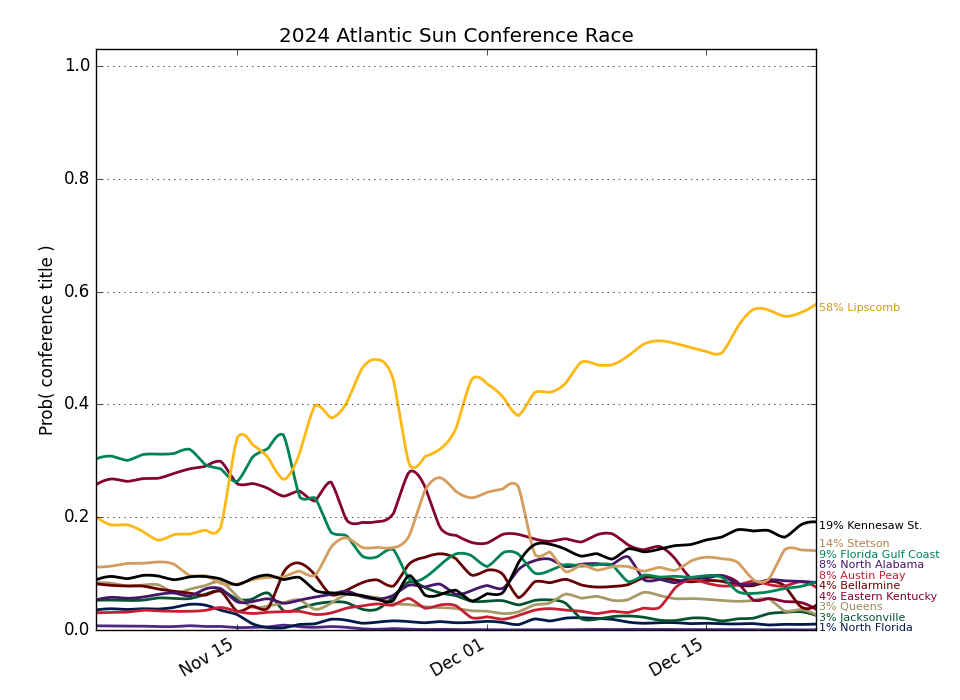 2024 Atlantic Sun Conference Race
Prob( conference title )
1.0
0.8
0.6
0.4
0.2
0.0
Nov 15
Dec 01
Dec 15
58% Lipscomb
19% Kennesaw St.
14% Stetson
9% Florida Gulf Coast
8% North Alabama
8% Austin Peay
4% Bellarmine
4% Eastern Kentucky
3% Queens
3% Jacksonville
1% North Florida